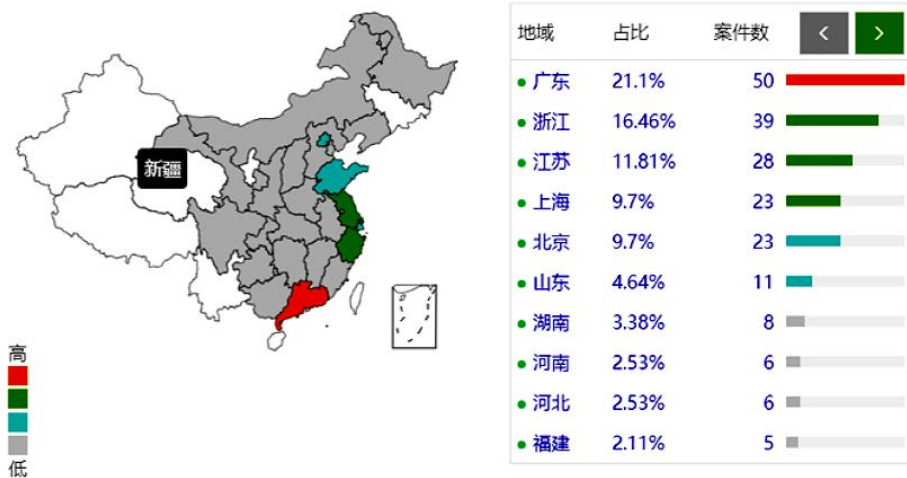 新疆
高
低
地域 占比 案件数 < >
广东 21.1% 50
浙江 16.46% 39
江苏 11.81% 28
上海 9.7% 23
北京 9.7% 23
山东 4.64% 11
湖南 3.38% 8
河南 2.53% 6
河北 2.53% 6
福建 2.11% 5